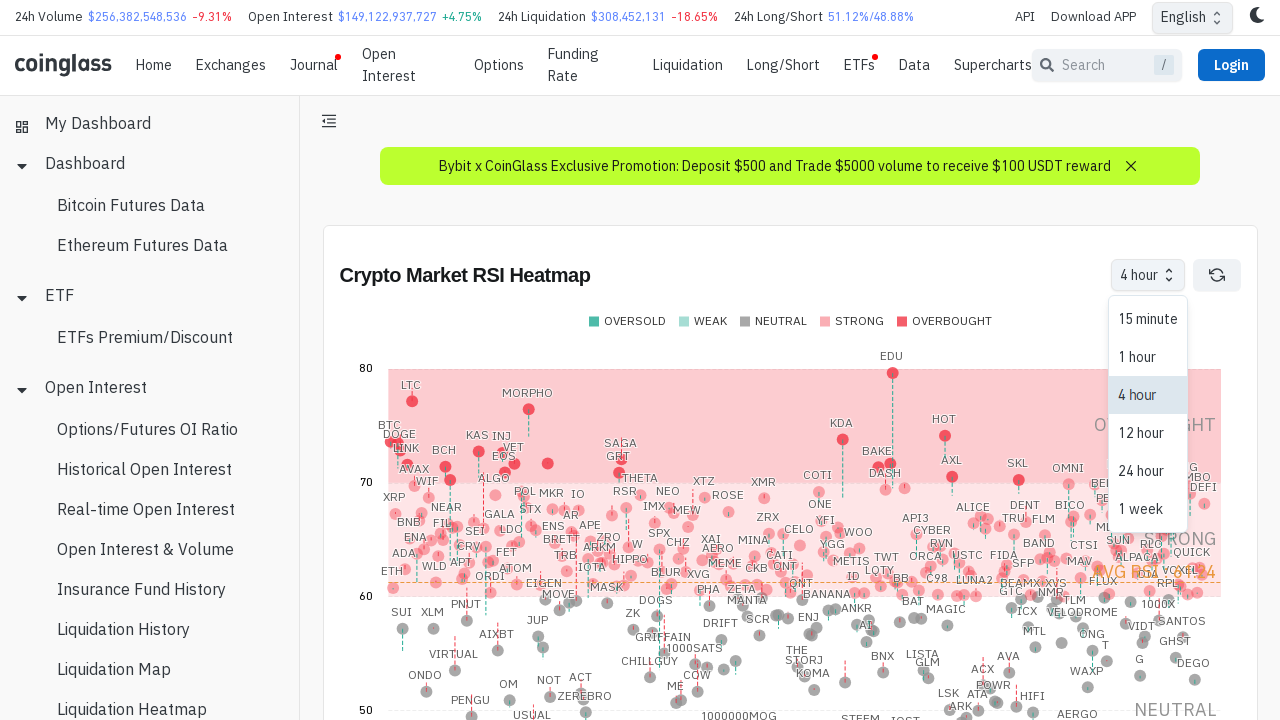 24h Volume $256,382,548,536 -9.31% Open Interest $149,122,937,727 +4.75% 24h Liquidation $308,452,131 -18.65% 24h Long/Short 51.12%/48.88% API Download APP English
coinglass Home Exchanges Journal Open Interest Options Funding Rate Liquidation Long/Short ETFs Data Supercharts Search / Login
My Dashboard
Dashboard
Bitcoin Futures Data
Ethereum Futures Data
ETF
ETFs Premium/Discount
Open Interest
Options/Futures OI Ratio
Historical Open Interest
Real-time Open Interest
Open Interest & Volume
Insurance Fund History
Liquidation History
Liquidation Map
Liquidation Heatmap
Bybit x CoinGlass Exclusive Promotion: Deposit $500 and Trade $5000 volume to receive $100 USDT reward
Crypto Market RSI Heatmap
4 hour
15 minute
1 hour
4 hour
12 hour
24 hour
1 week
OVERSOLD WEAK NEUTRAL STRONG OVERBOUGHT
EDU
80
LTC MORPHO
BTC DOGE KAS INJ KDA HOT
LINK BCH EOS VET SAGA GRT BAKE AXL SKL
AVAX WIF ALGO THETA XTZ COTI DASH OMNI
70
XRP NEAR POL MKR IO RSR NEO ROSE XMR ONE ALICE DENT BICO DEFI
BNB FIL GALA STX AR IMX MEW ZRX YFI API3 TRU FLM
ENA SEI LDO ENS APE SPX CELO WOO CYBER
BRETT ZRO CHZ XAI MINA YGG RVN BAND CTSI SUN STRONG
ADA CRV FET TRB ARKM W AERO CATI METIS TWT ORCA USTC FIDA ALPACA QUICK
ETH WLD APT ATOM IOTA HIPPO MEME CKB ONT LQTY SFP MAV
ORDI EIGEN MASK BLUR XVG ZETA QNT ID BB C98 LUNA2 BEAMX XVS FLUX RPL
60
PNUT MOVE DOGS PHA MANTA BANANA BAT GTC NMR TLM 1000X
SUI XLM JUP ZK DRIFT SCR ENJ ANKR MAGIC ICX VELODROME SANTOS
AIXBT GRIFFAIN AI MTL ONG VIDT
VIRTUAL CHILLGUY 1000SATS THE STORJ BNX LISTA GLM AVA T G GHST
ONDO OM NOT ACT COW KOMA ACX WAXP DEGO
PENGU ZEREBRO ME LSK ATA POWR HIFI
50
USUAL 1000000MOG STEEM ARK AERGO NEUTRAL